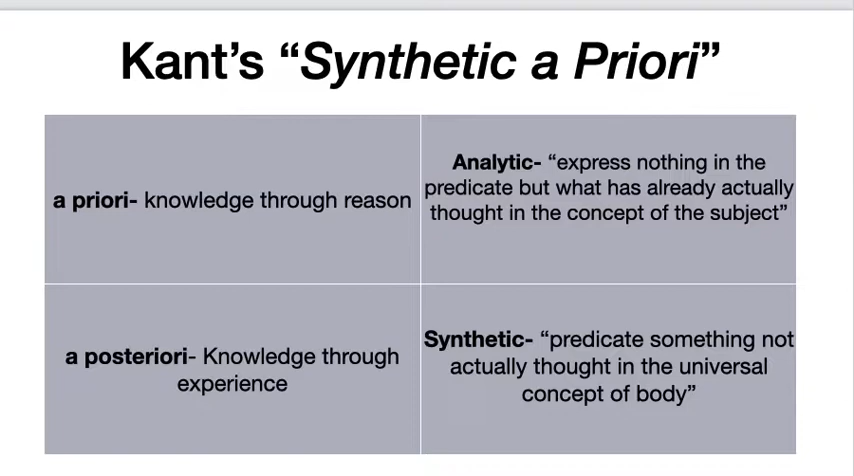 Kant's “Synthetic a Priori”
a priori- knowledge through reason
Analytic- “express nothing in the
predicate but what has already actually
thought in the concept of the subject”
a posteriori- Knowledge through
experience
Synthetic- “predicate something not
actually thought in the universal
concept of body”